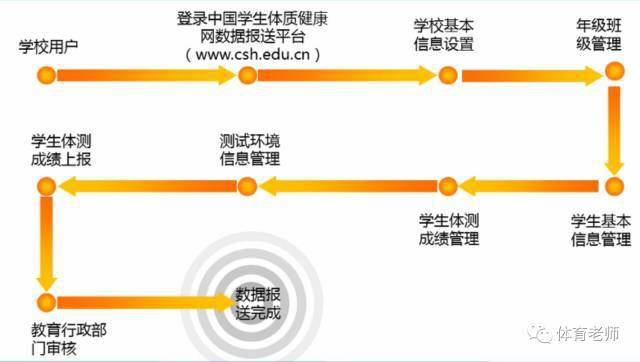 学校用户
登录中国学生体质健康
网数据报送平台
（www.csh.edu.cn）
学校基本
信息设置
年级班
级管理
学生基本
信息管理
学生体测
成绩管理
测试环境
信息管理
学生体测
成绩上报
教育行政部
门审核
数据报
送完成
体育老师